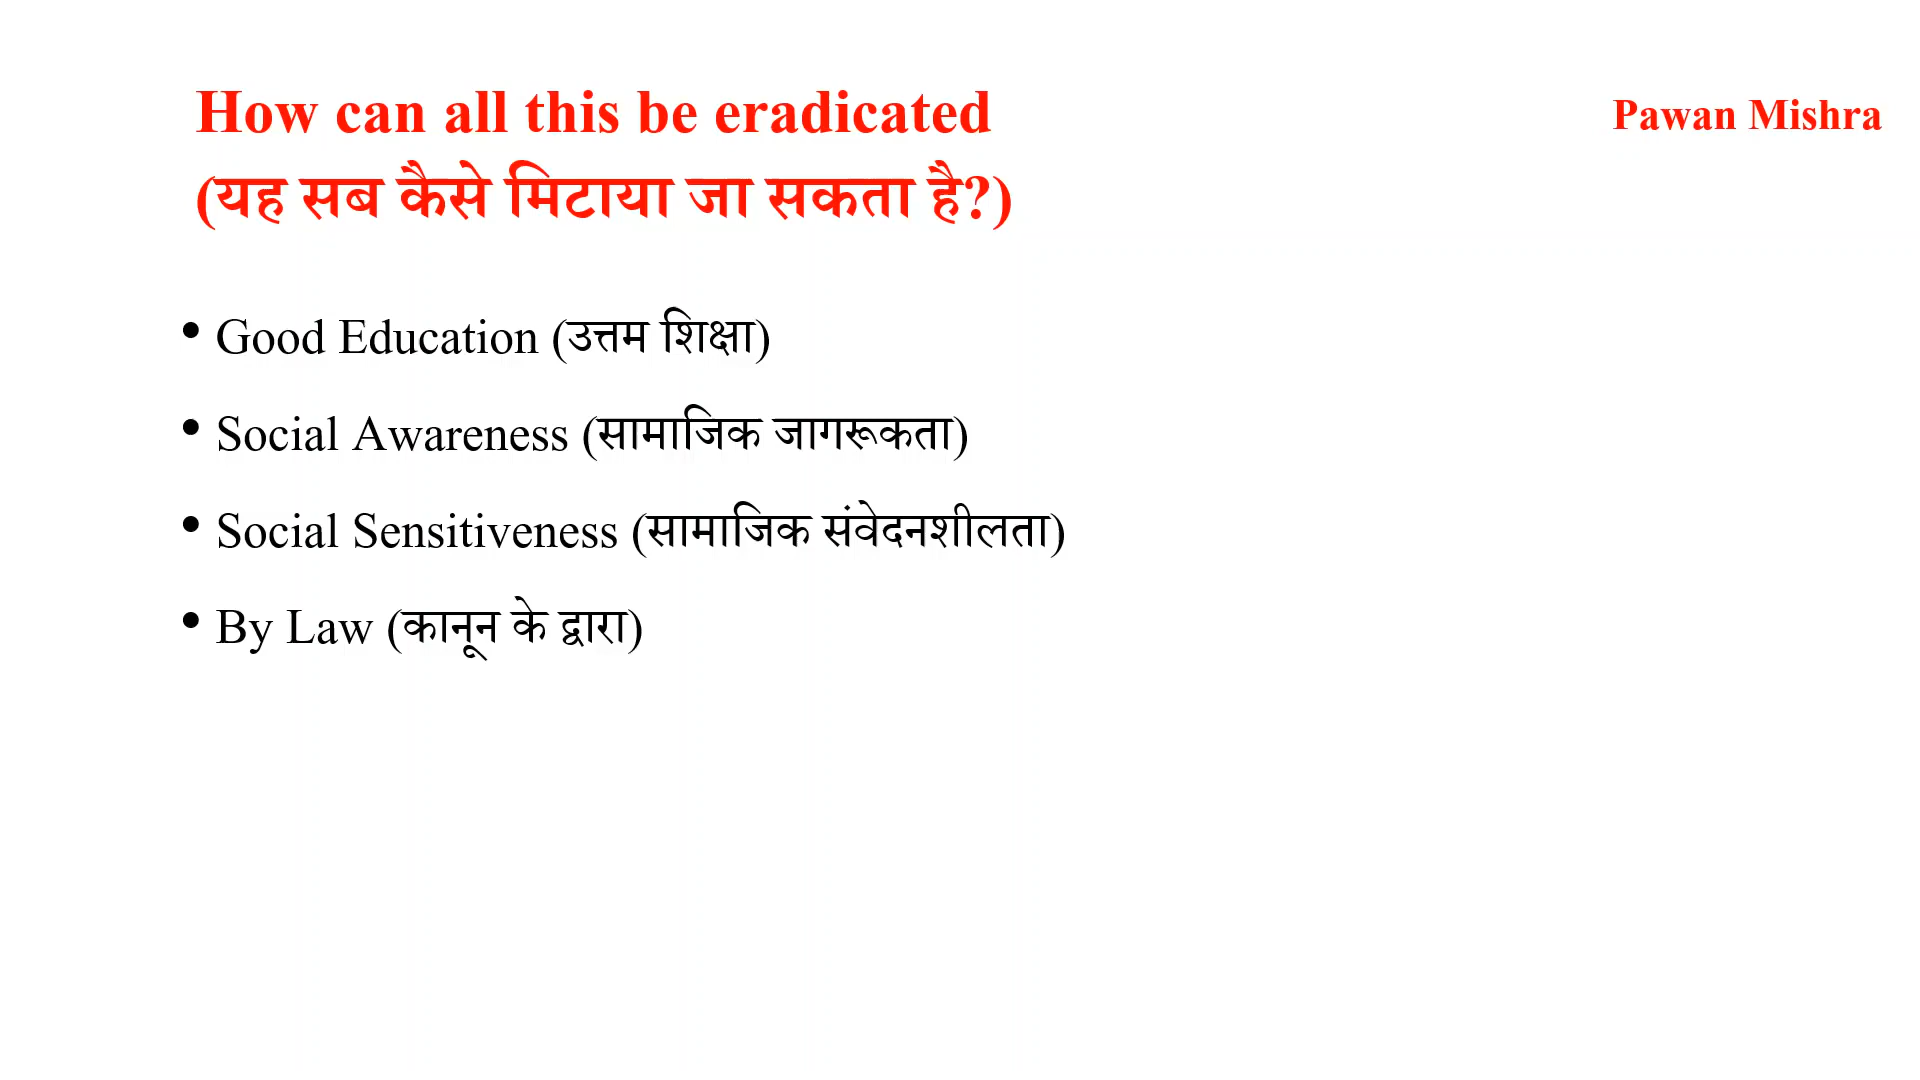 How can all this be eradicated
Pawan Mishra
(यह सब कैसे मिटाया जा सकता है?)
• Good Education (उत्तम शिक्षा)
• Social Awareness (सामाजिक जागरूकता)
• Social Sensitiveness (सामाजिक संवेदनशीलता)
• By Law (कानून के द्वारा)